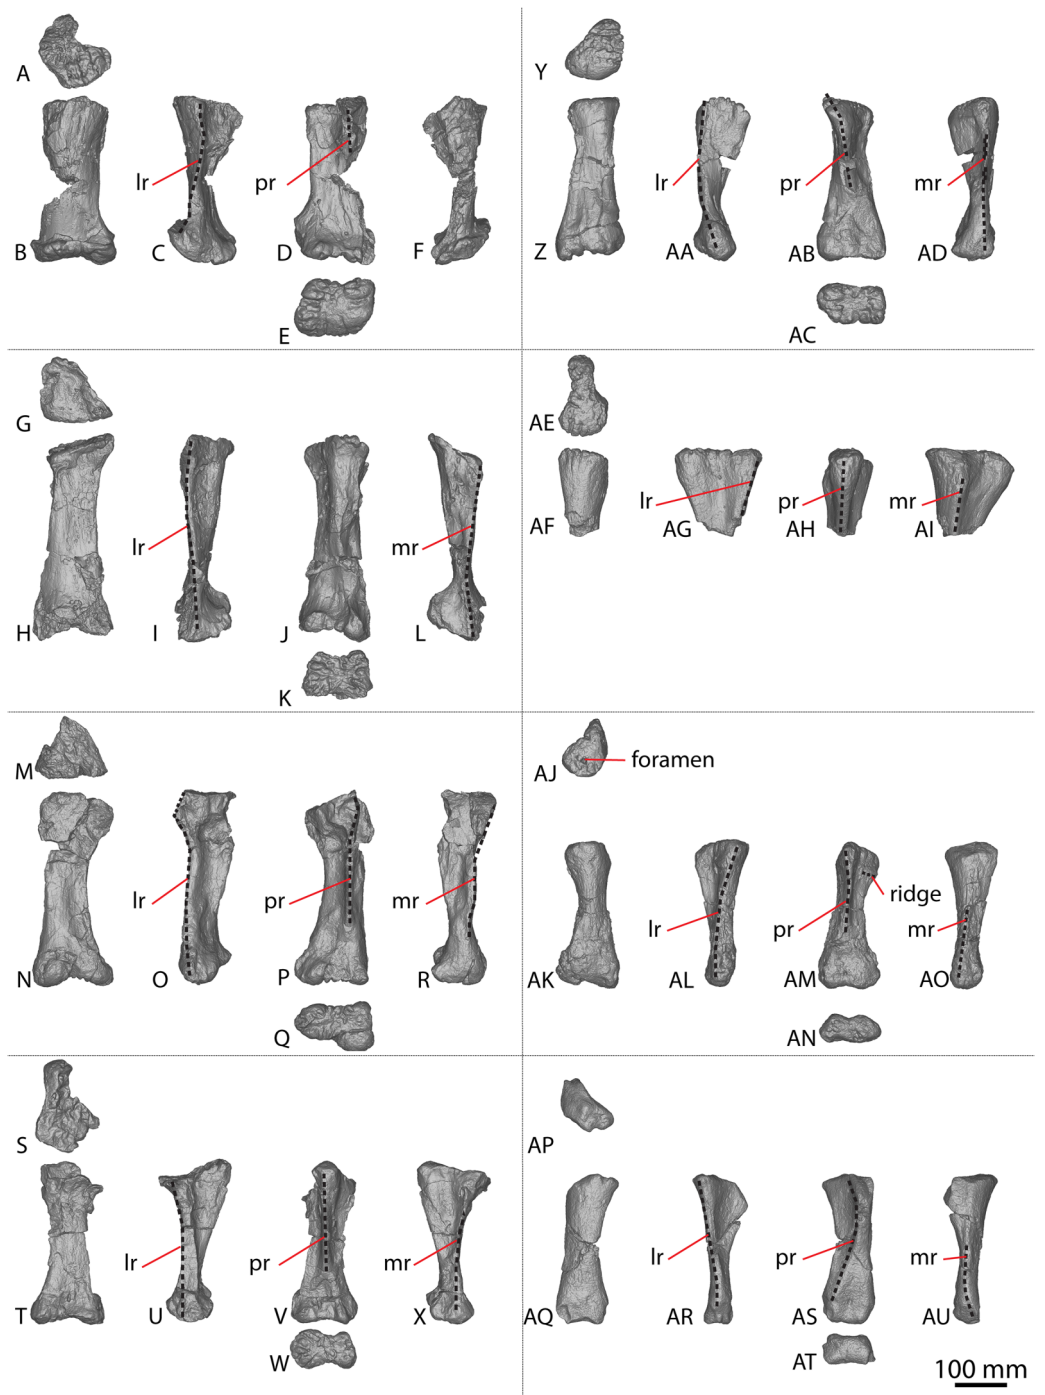 A
B
lr
C
pr
D
F
E
G
H
lr
I
J
mr
L
K
M
N
lr
O
pr
P
mr
R
Q
S
T
lr
U
pr
V
mr
X
W
Y
Z
lr
AA
pr
AB
mr
AD
AC
AE
AF
lr
AG
pr
AH
mr
AI
AJ
foramen
AK
lr
AL
pr
AM
ridge
mr
AO
AN
AP
AQ
lr
AR
pr
AS
mr
AU
AT
100 mm